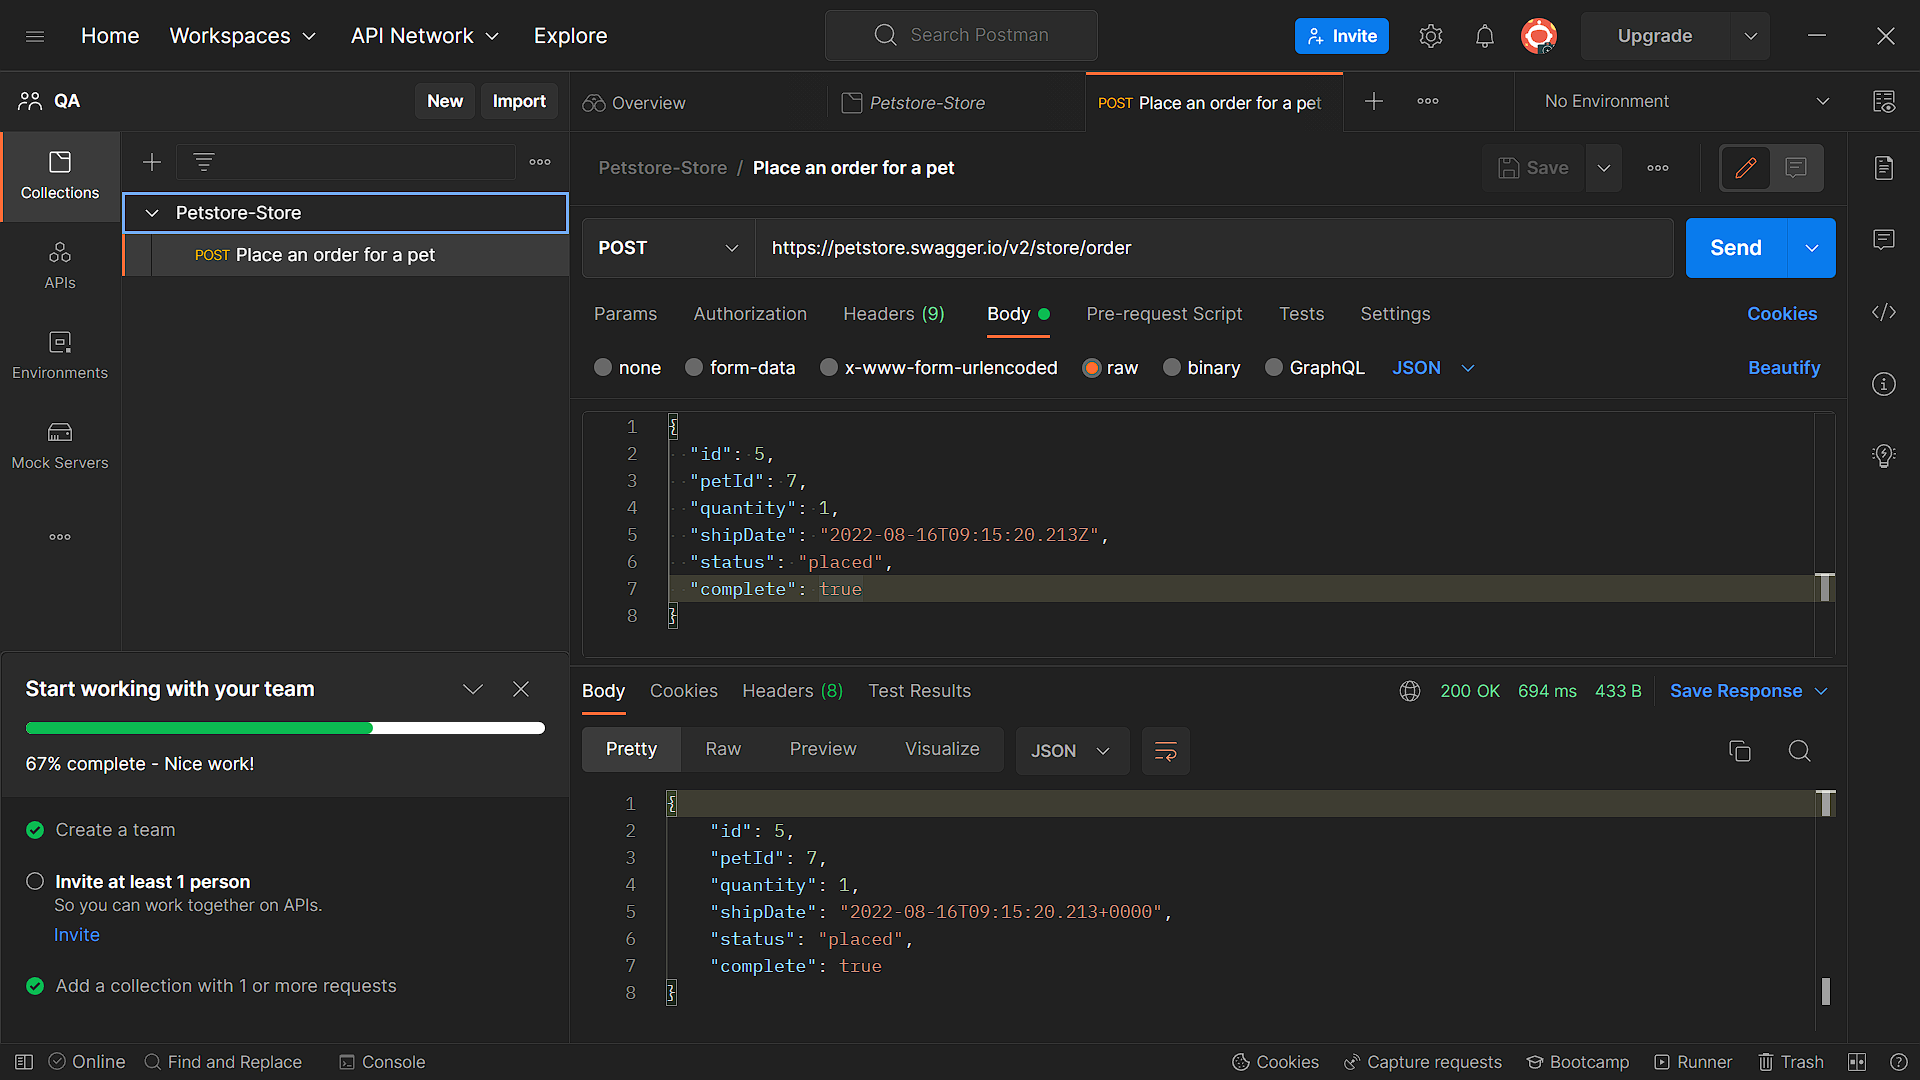 Home Workspaces API Network Explore Search Postman Invite Upgrade
QA New Import Overview Petstore-Store POST Place an order for a pet No Environment
Collections
APIs
Environments
Mock Servers
Petstore-Store
POST Place an order for a pet
Petstore-Store / Place an order for a pet Save
POST https://petstore.swagger.io/v2/store/order Send
Params Authorization Headers (9) Body Pre-request Script Tests Settings Cookies
none form-data x-www-form-urlencoded raw binary GraphQL JSON Beautify
1 {
2 "id": 5,
3 "petId": 7,
4 "quantity": 1,
5 "shipDate": "2022-08-16T09:15:20.213Z",
6 "status": "placed",
7 "complete": true
8 }
Start working with your team
67% complete - Nice work!
Create a team
Invite at least 1 person
So you can work together on APIs.
Invite
Add a collection with 1 or more requests
Body Cookies Headers (8) Test Results 200 OK 694 ms 433 B Save Response
Pretty Raw Preview Visualize JSON
1 {
2 "id": 5,
3 "petId": 7,
4 "quantity": 1,
5 "shipDate": "2022-08-16T09:15:20.213+0000",
6 "status": "placed",
7 "complete": true
8 }
Online Find and Replace Console Cookies Capture requests Bootcamp Runner Trash